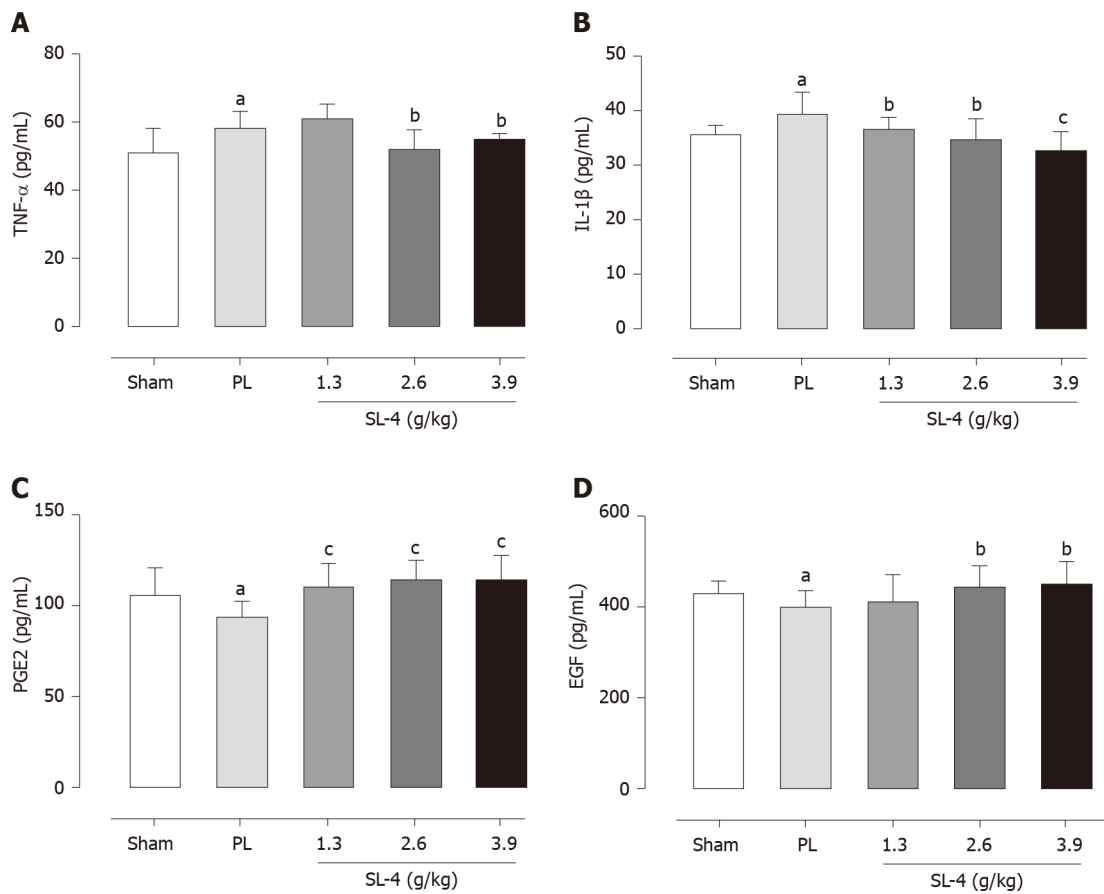 A
TNF-α (pg/mL)
80
60
40
20
0
a
b
b
Sham PL 1.3 2.6 3.9
SL-4 (g/kg)
B
IL-1β (pg/mL)
50
40
30
20
10
0
a
b
b
c
Sham PL 1.3 2.6 3.9
SL-4 (g/kg)
C
PGE2 (pg/mL)
150
100
50
0
a
c
c
c
Sham PL 1.3 2.6 3.9
SL-4 (g/kg)
D
EGF (pg/mL)
600
400
200
0
a
b
b
Sham PL 1.3 2.6 3.9
SL-4 (g/kg)